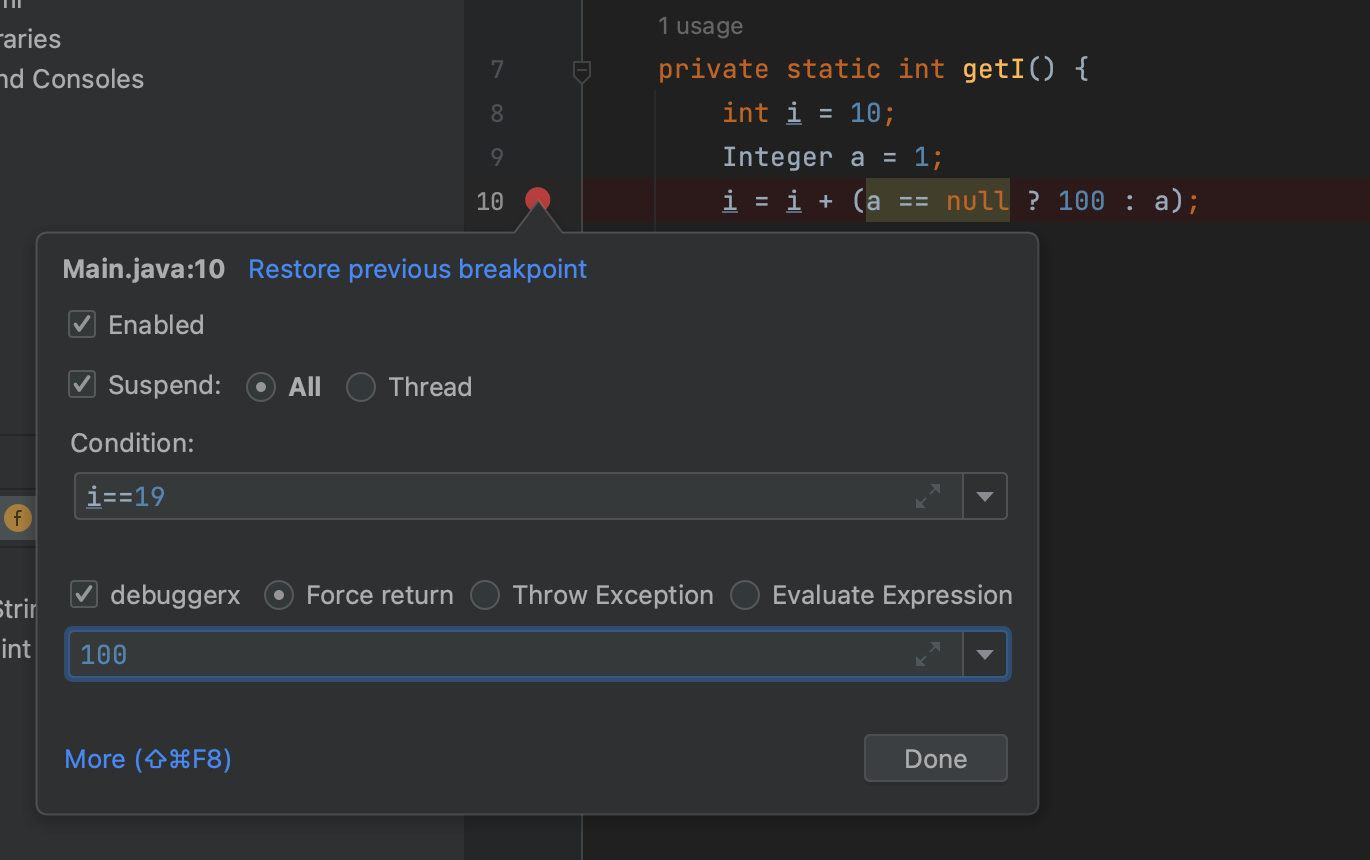 raries
nd Consoles
1 usage
7 private static int getI() {
8 int i = 10;
9 Integer a = 1;
10 i = i + (a == null ? 100 : a);
Main.java:10 Restore previous breakpoint
Enabled
Suspend: All Thread
Condition:
i==19
f
debuggerx Force return Throw Exception Evaluate Expression
Strin
int
100
More (⇧⌘F8) Done